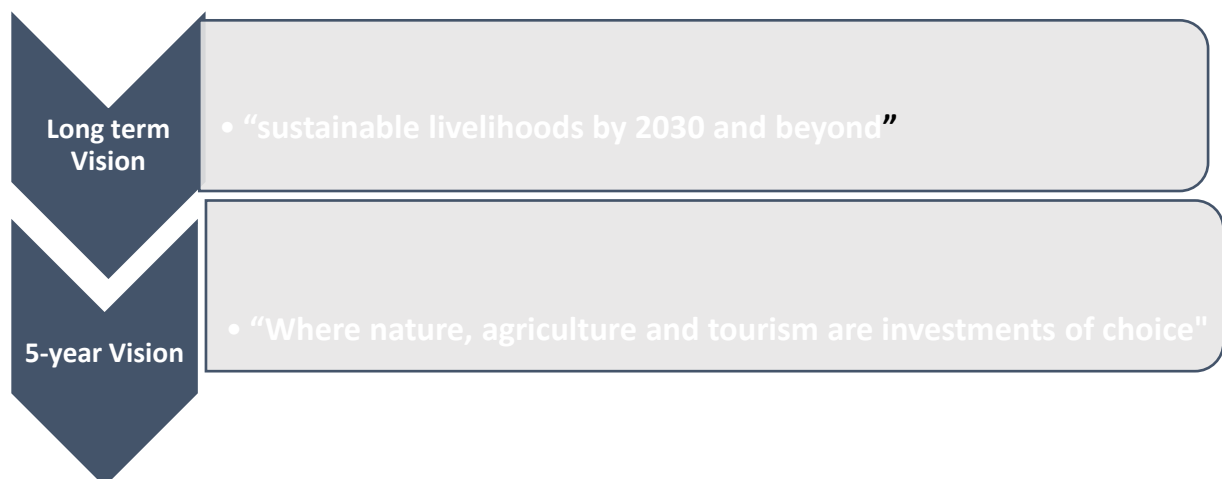 Long term
Vision
• “sustainable livelihoods by 2030 and beyond”
5-year Vision
• “Where nature, agriculture and tourism are investments of choice"